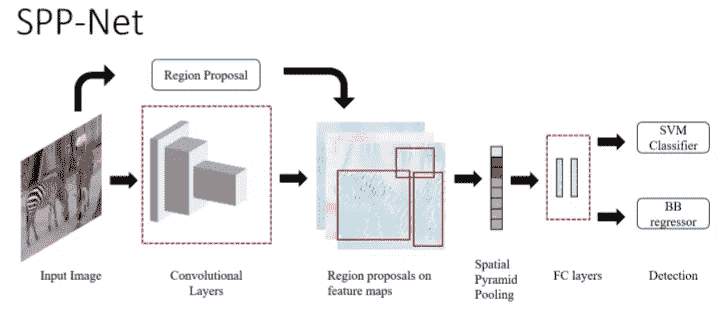 SPP-Net
Region Proposal
SVM
Classifier
BB
regressor
Input Image
Convolutional
Layers
Region proposals on
feature maps
Spatial
Pyramid
Pooling
FC layers
Detection